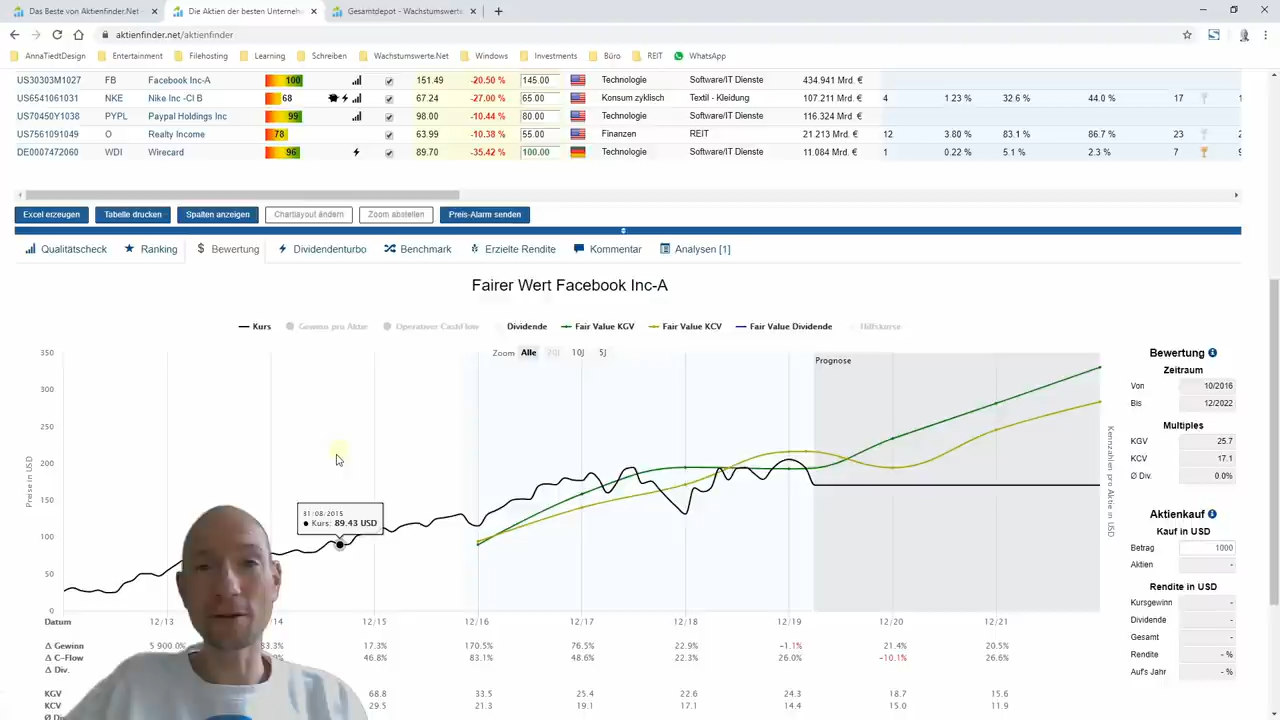 Das Beste von Aktienfinder.Net -
Die Aktien der besten Unterneh
Gesamtdepot - Wachstumswerte
aktienfinder.net/aktienfinder
AnnaTiedtDesign Entertainment Filehosting Learning Schreiben Wachstumswerte.Net Windows Investments Büro REIT WhatsApp
US30303M1027 FB Facebook Inc-A 100 151.49 -20.50 % 145.00 Technologie Software/IT Dienste 434.941 Mrd. €
US6541061031 NKE Nike Inc -Cl B 68 67.24 -27.00 % 65.00 Konsum zyklisch Textil - Kleidung 107.211 Mrd. € 4 1.23 % 32.6 % 44.0 % 17
US70450Y1038 PYPL Paypal Holdings Inc 99 98.00 -10.44 % 80.00 Technologie Software/IT Dienste 116.324 Mrd. €
US7561091049 O Realty Income 78 63.99 -10.38 % 55.00 Finanzen REIT 21.213 Mrd. € 12 3.80 % 83.1 % 86.7 % 23
DE0007472060 WDI Wirecard 96 89.70 -35.42 % 100.00 Technologie Software/IT Dienste 11.084 Mrd. € 1 0.22 % 5.1 % 2.3 % 7
Excel erzeugen Tabelle drucken Spalten anzeigen Chartlayout ändern Zoom abstellen Preis-Alarm senden
Qualitätscheck Ranking $ Bewertung Dividendenturbo Benchmark Erzielte Rendite Kommentar Analysen [1]
Fairer Wert Facebook Inc-A
Kurs Gewinn pro Aktie Operativer CashFlow Dividende Fair Value KGV Fair Value KCV Fair Value Dividende Hilfskurse
Zoom Alle 20J 10J 5J
Prognose
350
300
250
200
150
100
50
0
Preise in USD
Kennzahlen pro Aktie in USD
31/08/2015
Kurs: 89.43 USD
Datum 12/13 /14 12/15 12/16 12/17 12/18 12/19 12/20 12/21
Δ Gewinn 5 900.0% 83.3% 17.3% 170.5% 76.5% 22.9% -1.1% 21.4% 20.5%
Δ C-Flow 46.8% 83.1% 48.6% 22.3% 26.0% -10.1% 26.6%
Δ Div.
KGV 68.8 33.5 25.4 22.6 24.3 18.7 15.6
KCV 29.5 21.3 19.1 17.1 14.4 15.0 11.9
Bewertung
Zeitraum
Von 10/2016
Bis 12/2022
Multiples
KGV 25.7
KCV 17.1
Ø Div. 0.0%
Aktienkauf
Kauf in USD
Betrag 1000
Aktien -
Rendite in USD
Kursgewinn -
Dividende -
Gesamt -
Rendite - %
Auf's Jahr - %